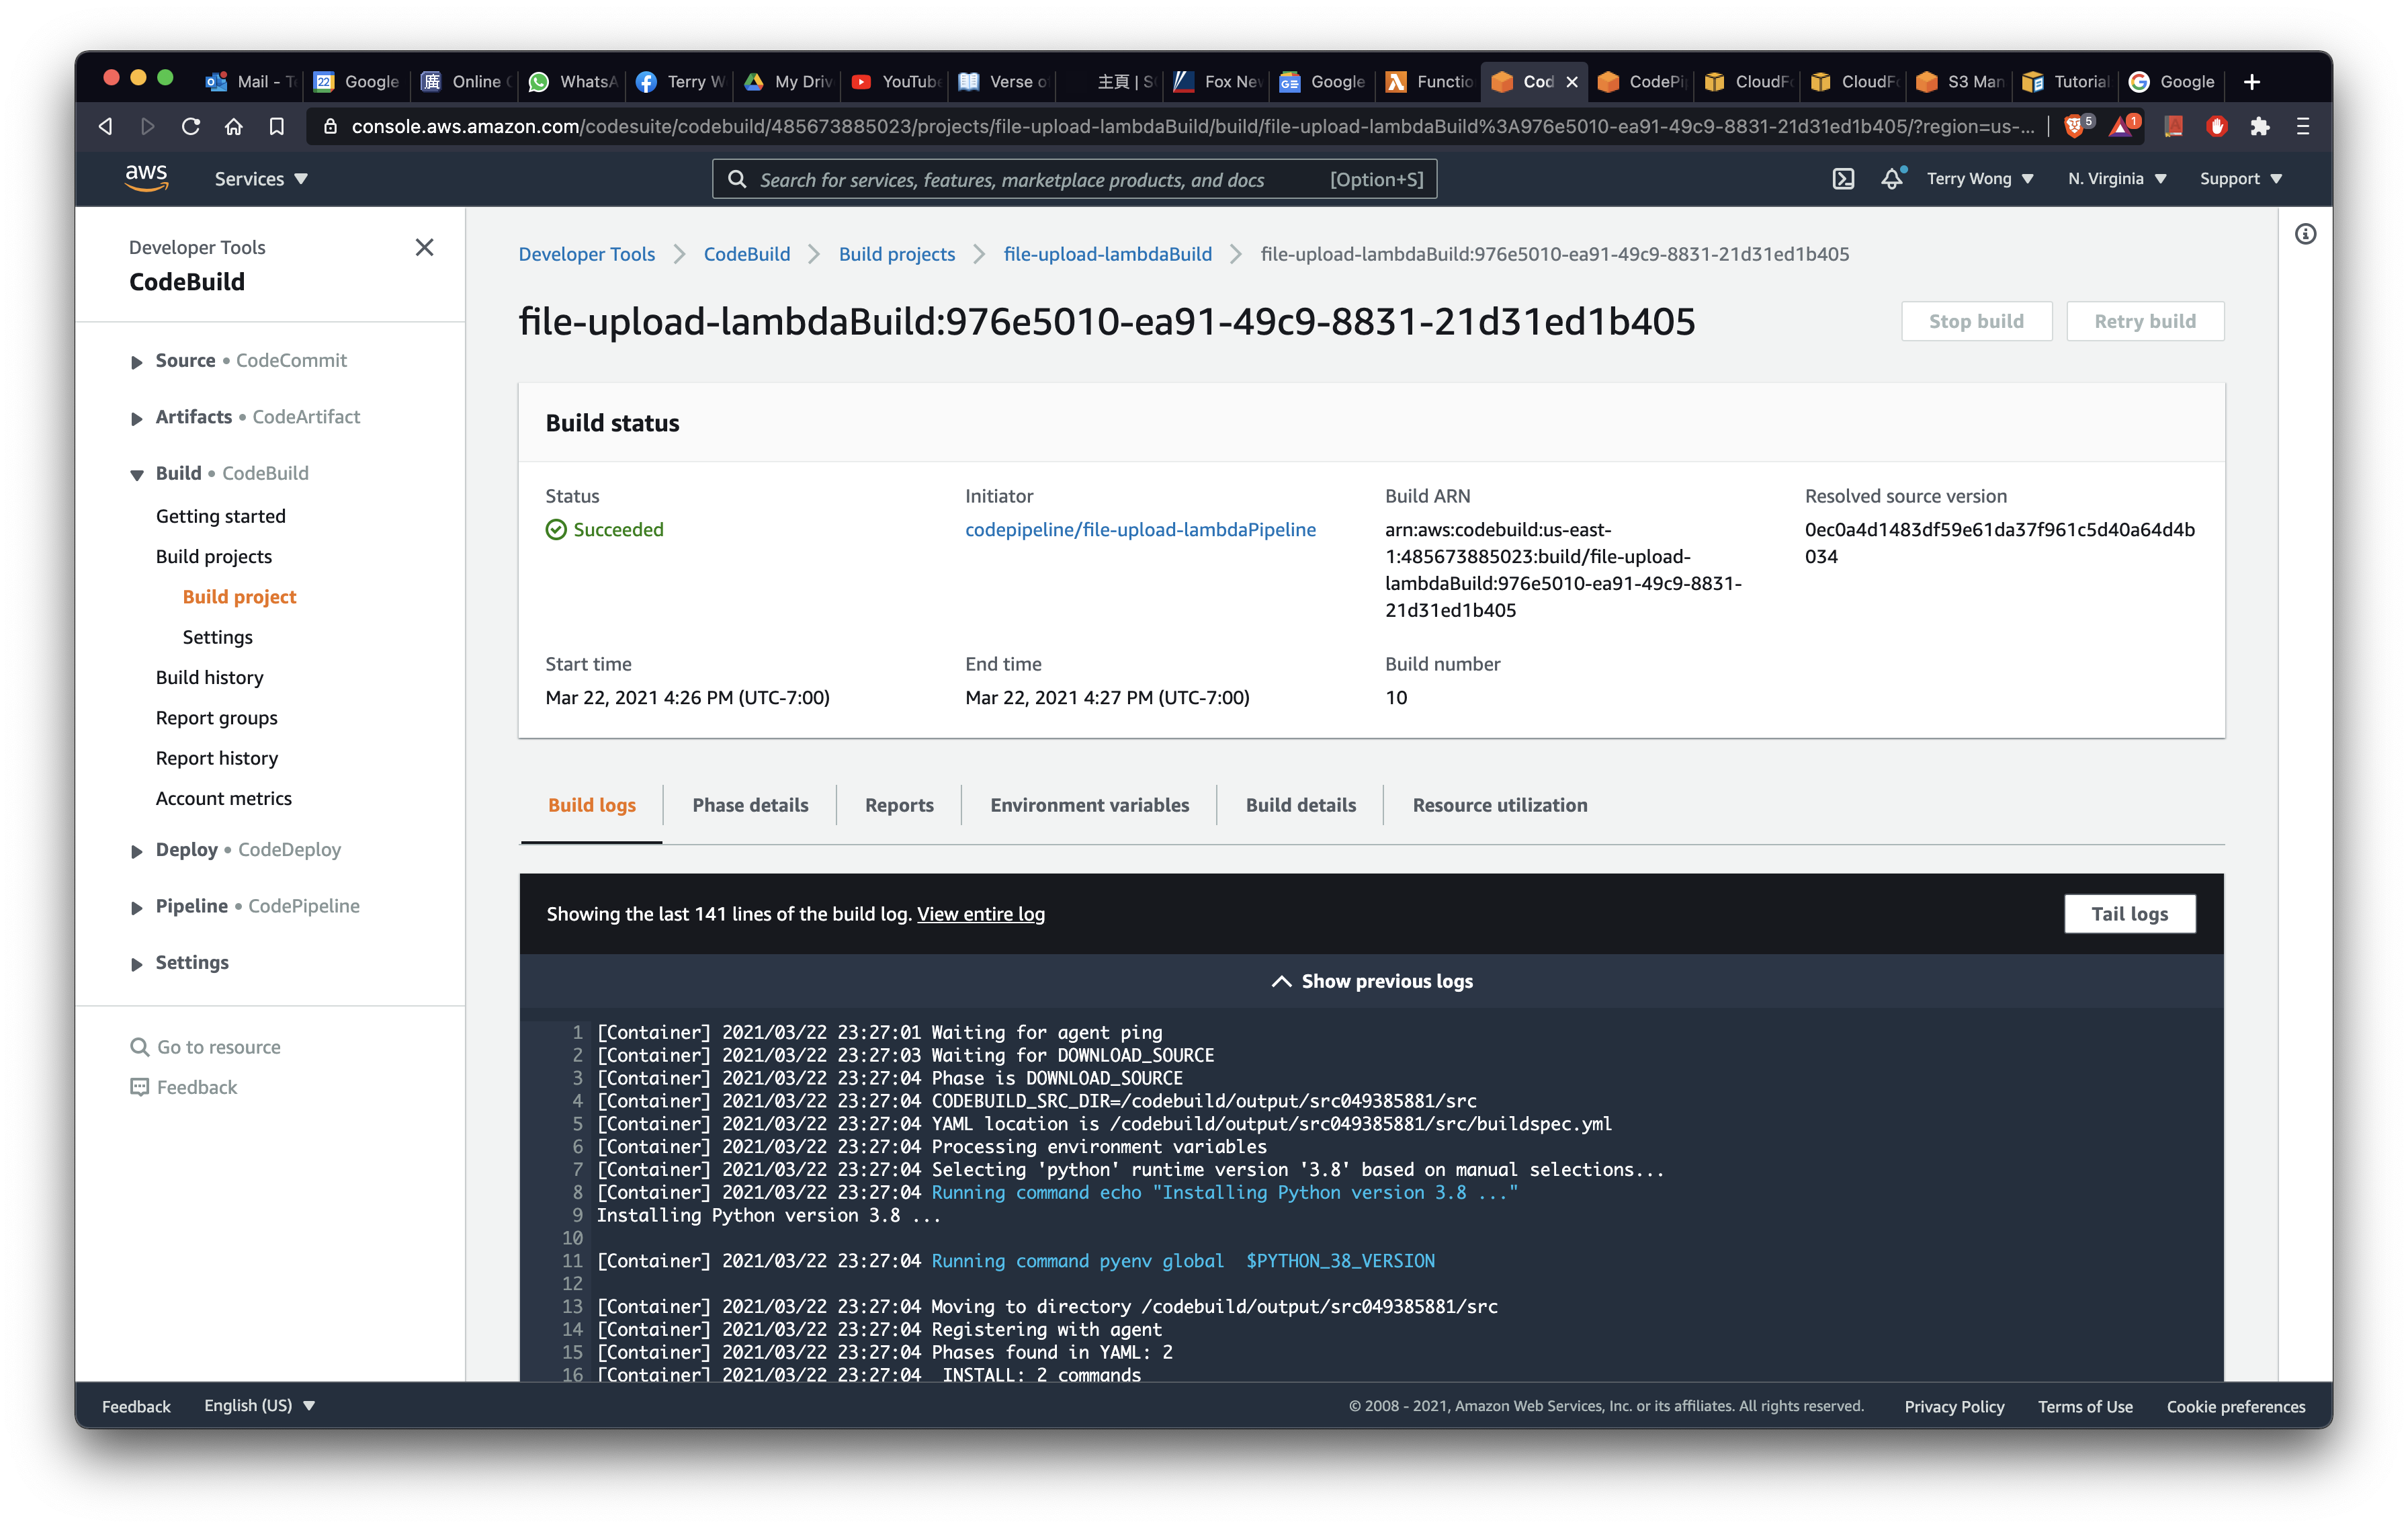 Mail - T
Google
Online
WhatsA
Terry W
My Driv
YouTube
Verse o
主頁 | S
Fox Nev
Google
Functio
Cod
CodePi
CloudF
CloudF
S3 Man
Tutorial
Google
console.aws.amazon.com/codesuite/codebuild/485673885023/projects/file-upload-lambdaBuild/build/file-upload-lambdaBuild%3A976e5010-ea91-49c9-8831-21d31ed1b405/?region=us-...
5
1
aws
Services
Search for services, features, marketplace products, and docs
[Option+S]
Terry Wong
N. Virginia
Support
Developer Tools
CodeBuild
Source • CodeCommit
Artifacts • CodeArtifact
Build • CodeBuild
Getting started
Build projects
Build project
Settings
Build history
Report groups
Report history
Account metrics
Deploy • CodeDeploy
Pipeline • CodePipeline
Settings
Go to resource
Feedback
Developer Tools
CodeBuild
Build projects
file-upload-lambdaBuild
file-upload-lambdaBuild:976e5010-ea91-49c9-8831-21d31ed1b405
file-upload-lambdaBuild:976e5010-ea91-49c9-8831-21d31ed1b405
Stop build
Retry build
Build status
Status
Succeeded
Initiator
codepipeline/file-upload-lambdaPipeline
Build ARN
arn:aws:codebuild:us-east-
1:485673885023:build/file-upload-
lambdaBuild:976e5010-ea91-49c9-8831-
21d31ed1b405
Resolved source version
0ec0a4d1483df59e61da37f961c5d40a64d4b
034
Start time
Mar 22, 2021 4:26 PM (UTC-7:00)
End time
Mar 22, 2021 4:27 PM (UTC-7:00)
Build number
10
Build logs
Phase details
Reports
Environment variables
Build details
Resource utilization
Showing the last 141 lines of the build log. View entire log
Tail logs
Show previous logs
1 [Container] 2021/03/22 23:27:01 Waiting for agent ping
2 [Container] 2021/03/22 23:27:03 Waiting for DOWNLOAD_SOURCE
3 [Container] 2021/03/22 23:27:04 Phase is DOWNLOAD_SOURCE
4 [Container] 2021/03/22 23:27:04 CODEBUILD_SRC_DIR=/codebuild/output/src049385881/src
5 [Container] 2021/03/22 23:27:04 YAML location is /codebuild/output/src049385881/src/buildspec.yml
6 [Container] 2021/03/22 23:27:04 Processing environment variables
7 [Container] 2021/03/22 23:27:04 Selecting 'python' runtime version '3.8' based on manual selections...
8 [Container] 2021/03/22 23:27:04 Running command echo "Installing Python version 3.8 ..."
9 Installing Python version 3.8 ...
10
11 [Container] 2021/03/22 23:27:04 Running command pyenv global  $PYTHON_38_VERSION
12
13 [Container] 2021/03/22 23:27:04 Moving to directory /codebuild/output/src049385881/src
14 [Container] 2021/03/22 23:27:04 Registering with agent
15 [Container] 2021/03/22 23:27:04 Phases found in YAML: 2
16 [Container] 2021/03/22 23:27:04  INSTALL: 2 commands
Feedback
English (US)
© 2008 - 2021, Amazon Web Services, Inc. or its affiliates. All rights reserved.
Privacy Policy
Terms of Use
Cookie preferences